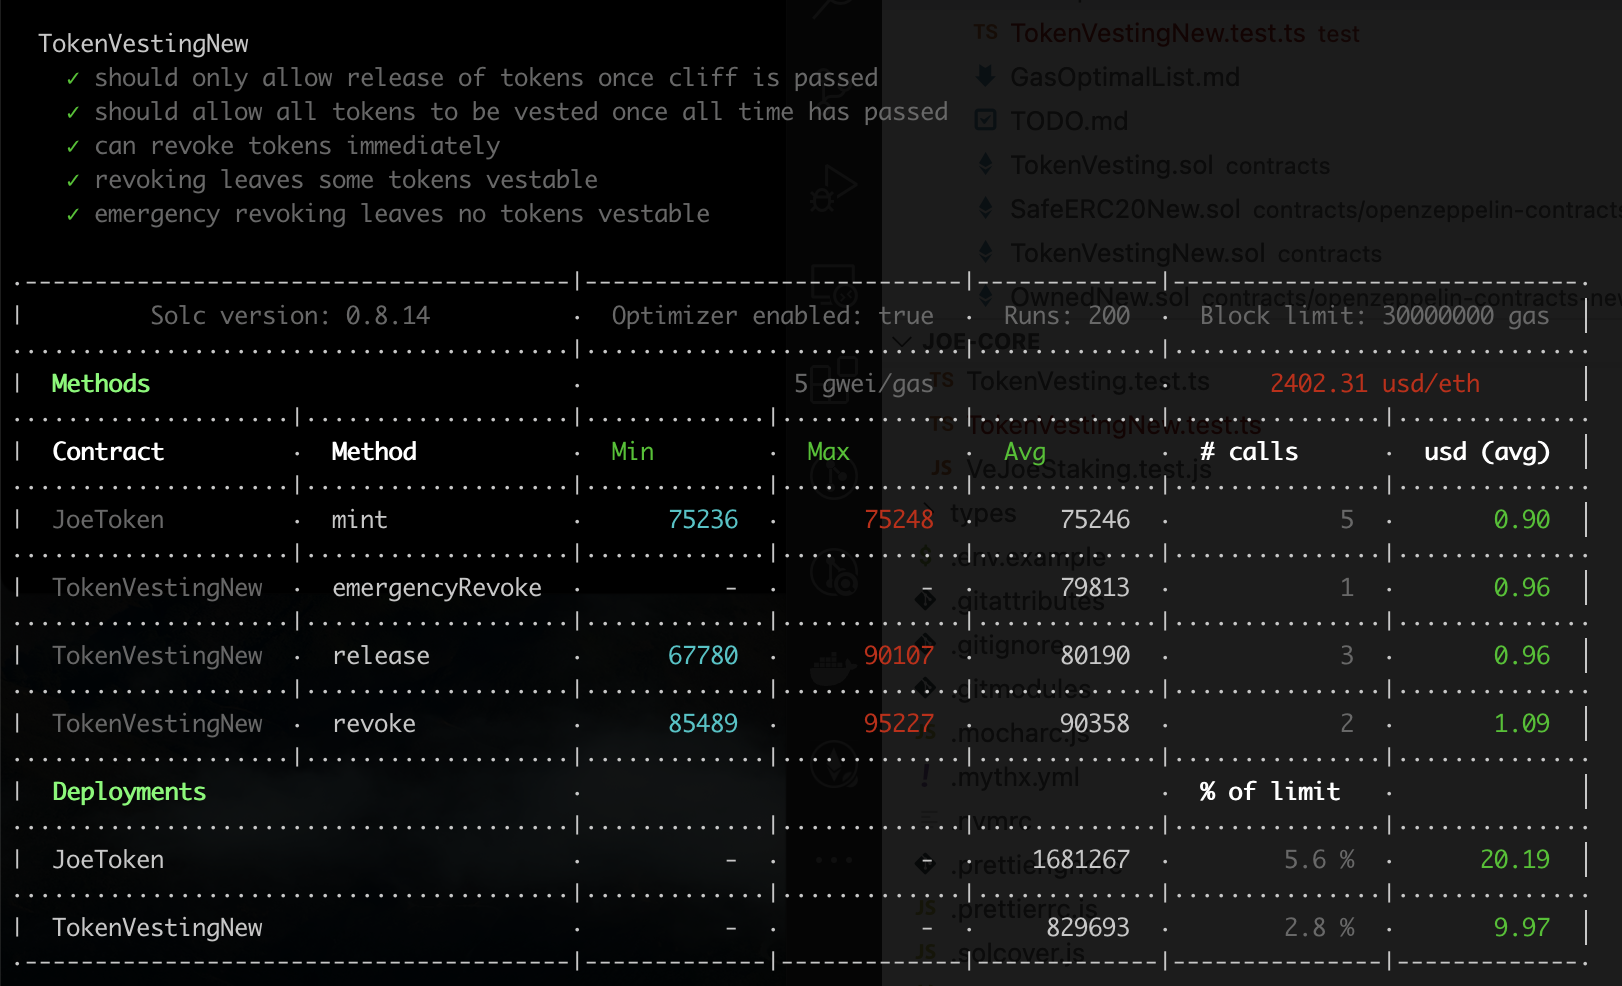 TokenVestingNew
✓ should only allow release of tokens once cliff is passed
✓ should allow all tokens to be vested once all time has passed
✓ can revoke tokens immediately
✓ revoking leaves some tokens vestable
✓ emergency revoking leaves no tokens vestable
Solc version: 0.8.14 Optimizer enabled: true Runs: 200 Block limit: 30000000 gas
Methods 5 gwei/gas 2402.31 usd/eth
Contract Method Min Max Avg # calls usd (avg)
JoeToken mint 75236 75248 75246 5 0.90
TokenVestingNew emergencyRevoke - - 79813 1 0.96
TokenVestingNew release 67780 90107 80190 3 0.96
TokenVestingNew revoke 85489 95227 90358 2 1.09
Deployments % of limit
JoeToken - - 1681267 5.6 % 20.19
TokenVestingNew - - 829693 2.8 % 9.97
TS TokenVestingNew.test.ts test
GasOptimalList.md
TODO.md
TokenVesting.sol contracts
SafeERC20New.sol contracts/openzeppelin-contracts
TokenVestingNew.sol contracts
OwnedNew.sol contracts/openzeppelin-contracts-new
JOE-CORE
TS TokenVesting.test.ts
TS TokenVestingNew.test.ts
JS VeJoeStaking.test.js
types
.env.example
.gitattributes
.gitignore
.gitmodules
JS .mocharc.js
! .mythx.yml
.nvmrc
.prettierignore
JS .prettierrc.js
JS .solcover.js